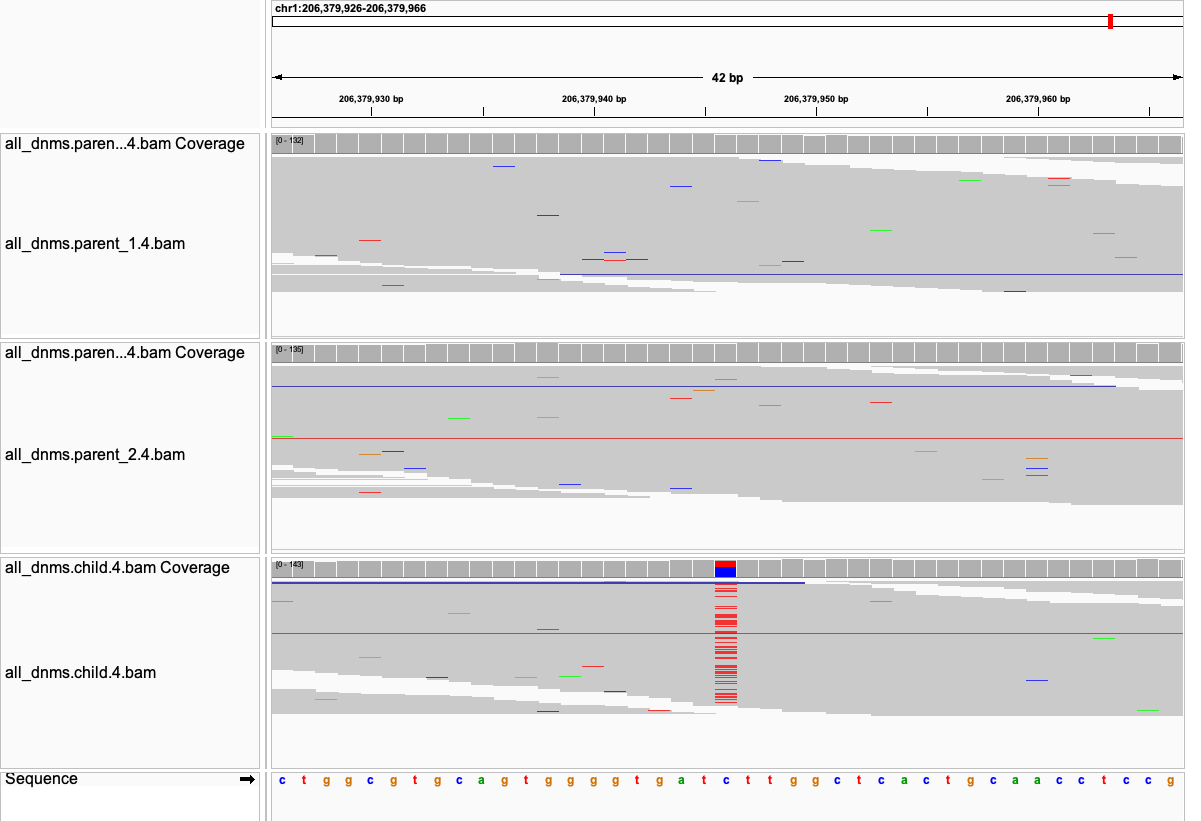 chr1:206,379,926-206,379,966
42 bp
206,379,930 bp 206,379,940 bp 206,379,950 bp 206,379,960 bp
all_dnms.paren...4.bam Coverage
[0 - 132]
all_dnms.parent_1.4.bam
all_dnms.paren...4.bam Coverage
[0 - 135]
all_dnms.parent_2.4.bam
all_dnms.child.4.bam Coverage
[0 - 143]
all_dnms.child.4.bam
Sequence
c t g g c g t g c a g t g g g g t g a t c t t g g c t c a c t g c a a c c t c c g